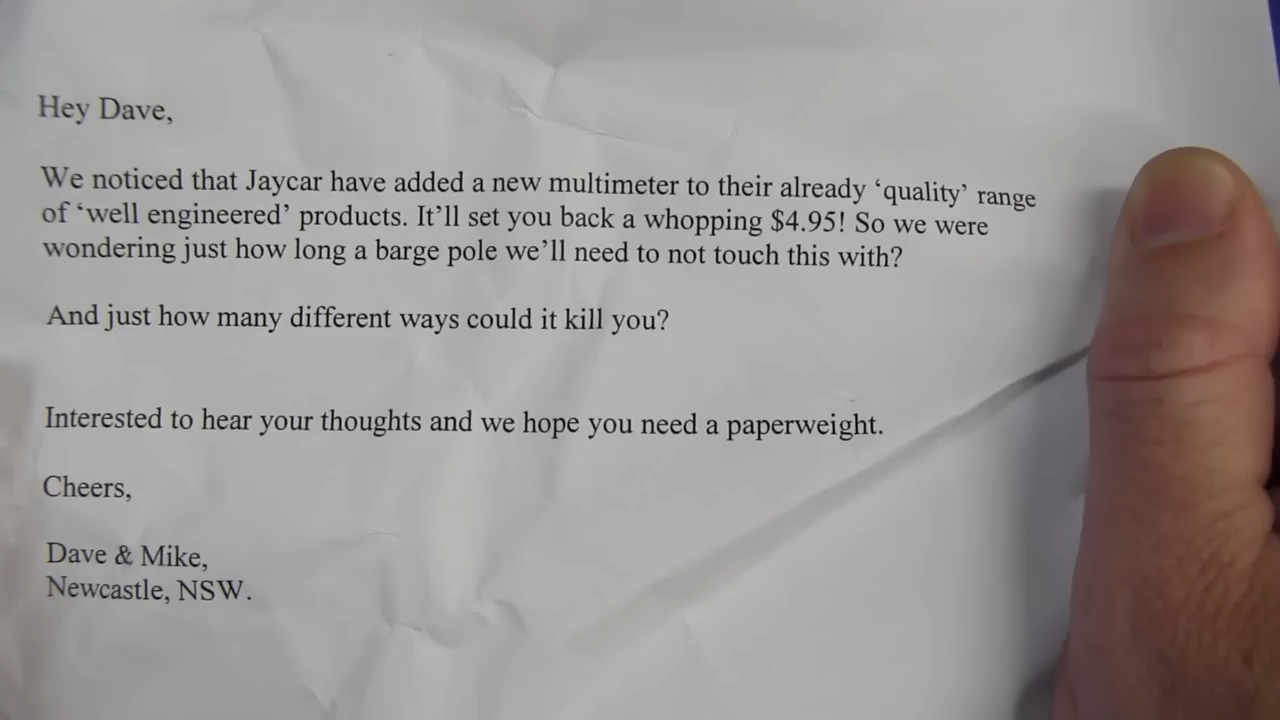 Hey Dave,
We noticed that Jaycar have added a new multimeter to their already ‘quality’ range
of ‘well engineered’ products. It’ll set you back a whopping $4.95! So we were
wondering just how long a barge pole we’ll need to not touch this with?
And just how many different ways could it kill you?
Interested to hear your thoughts and we hope you need a paperweight.
Cheers,
Dave & Mike,
Newcastle, NSW.